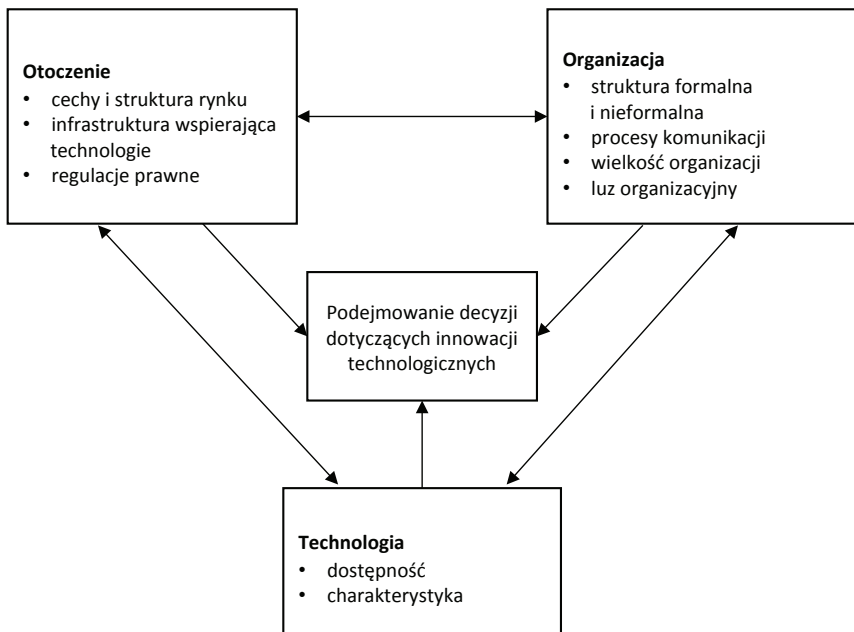 Otoczenie
• cechy i struktura rynku
• infrastruktura wspierająca
technologie
• regulacje prawne
Organizacja
• struktura formalna
i nieformalna
• procesy komunikacji
• wielkość organizacji
• luz organizacyjny
Podejmowanie decyzji
dotyczących innowacji
technologicznych
Technologia
• dostępność
• charakterystyka